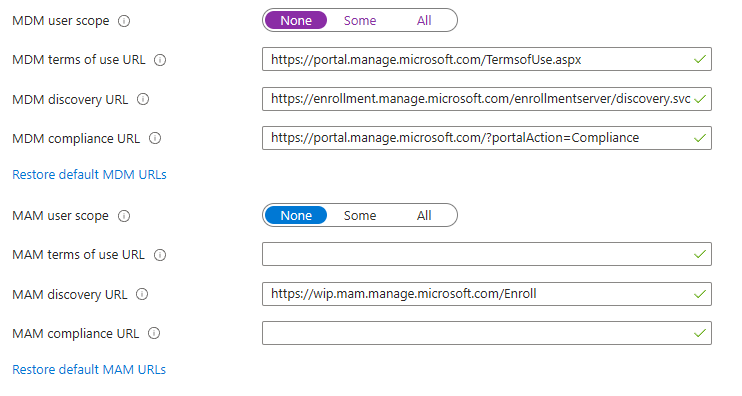 MDM user scope None Some All
MDM terms of use URL https://portal.manage.microsoft.com/TermsofUse.aspx
MDM discovery URL https://enrollment.manage.microsoft.com/enrollmentserver/discovery.svc
MDM compliance URL https://portal.manage.microsoft.com/?portalAction=Compliance
Restore default MDM URLs
MAM user scope None Some All
MAM terms of use URL
MAM discovery URL https://wip.mam.manage.microsoft.com/Enroll
MAM compliance URL
Restore default MAM URLs